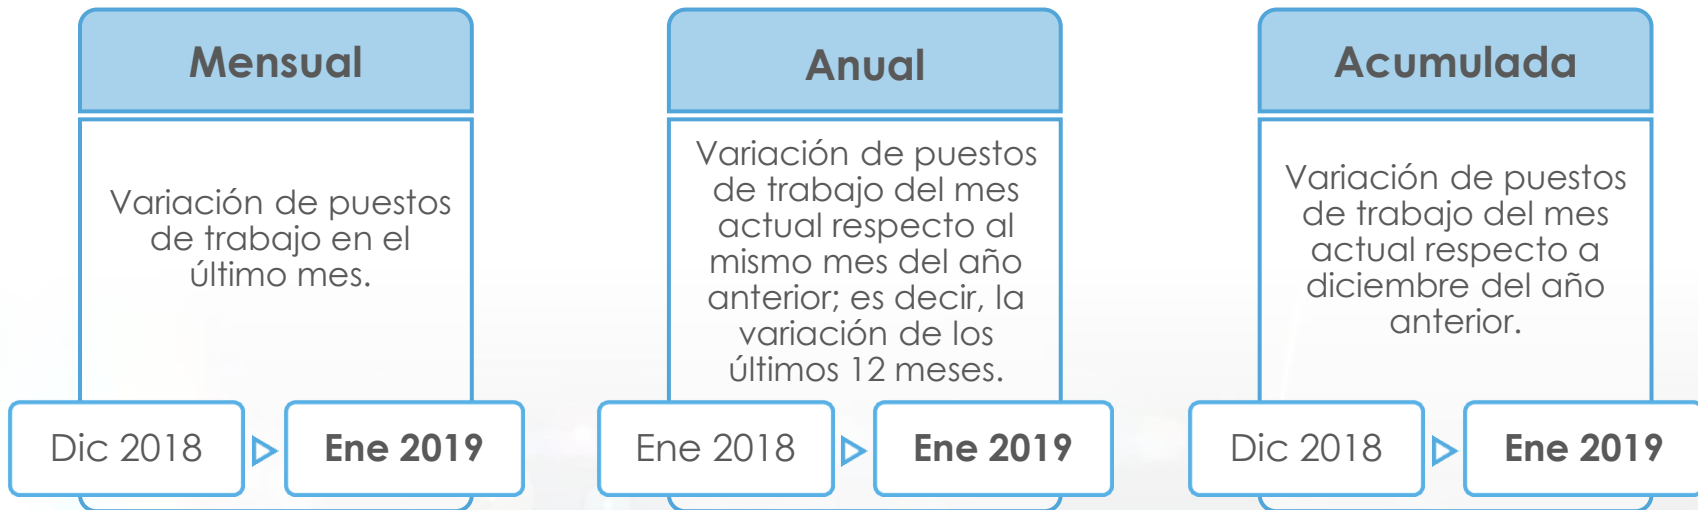 Mensual
Variación de puestos
de trabajo en el
último mes.
Dic 2018
Ene 2019
Anual
Variación de puestos
de trabajo del mes
actual respecto al
mismo mes del año
anterior; es decir, la
variación de los
últimos 12 meses.
Ene 2018
Ene 2019
Acumulada
Variación de puestos
de trabajo del mes
actual respecto a
diciembre del año
anterior.
Dic 2018
Ene 2019